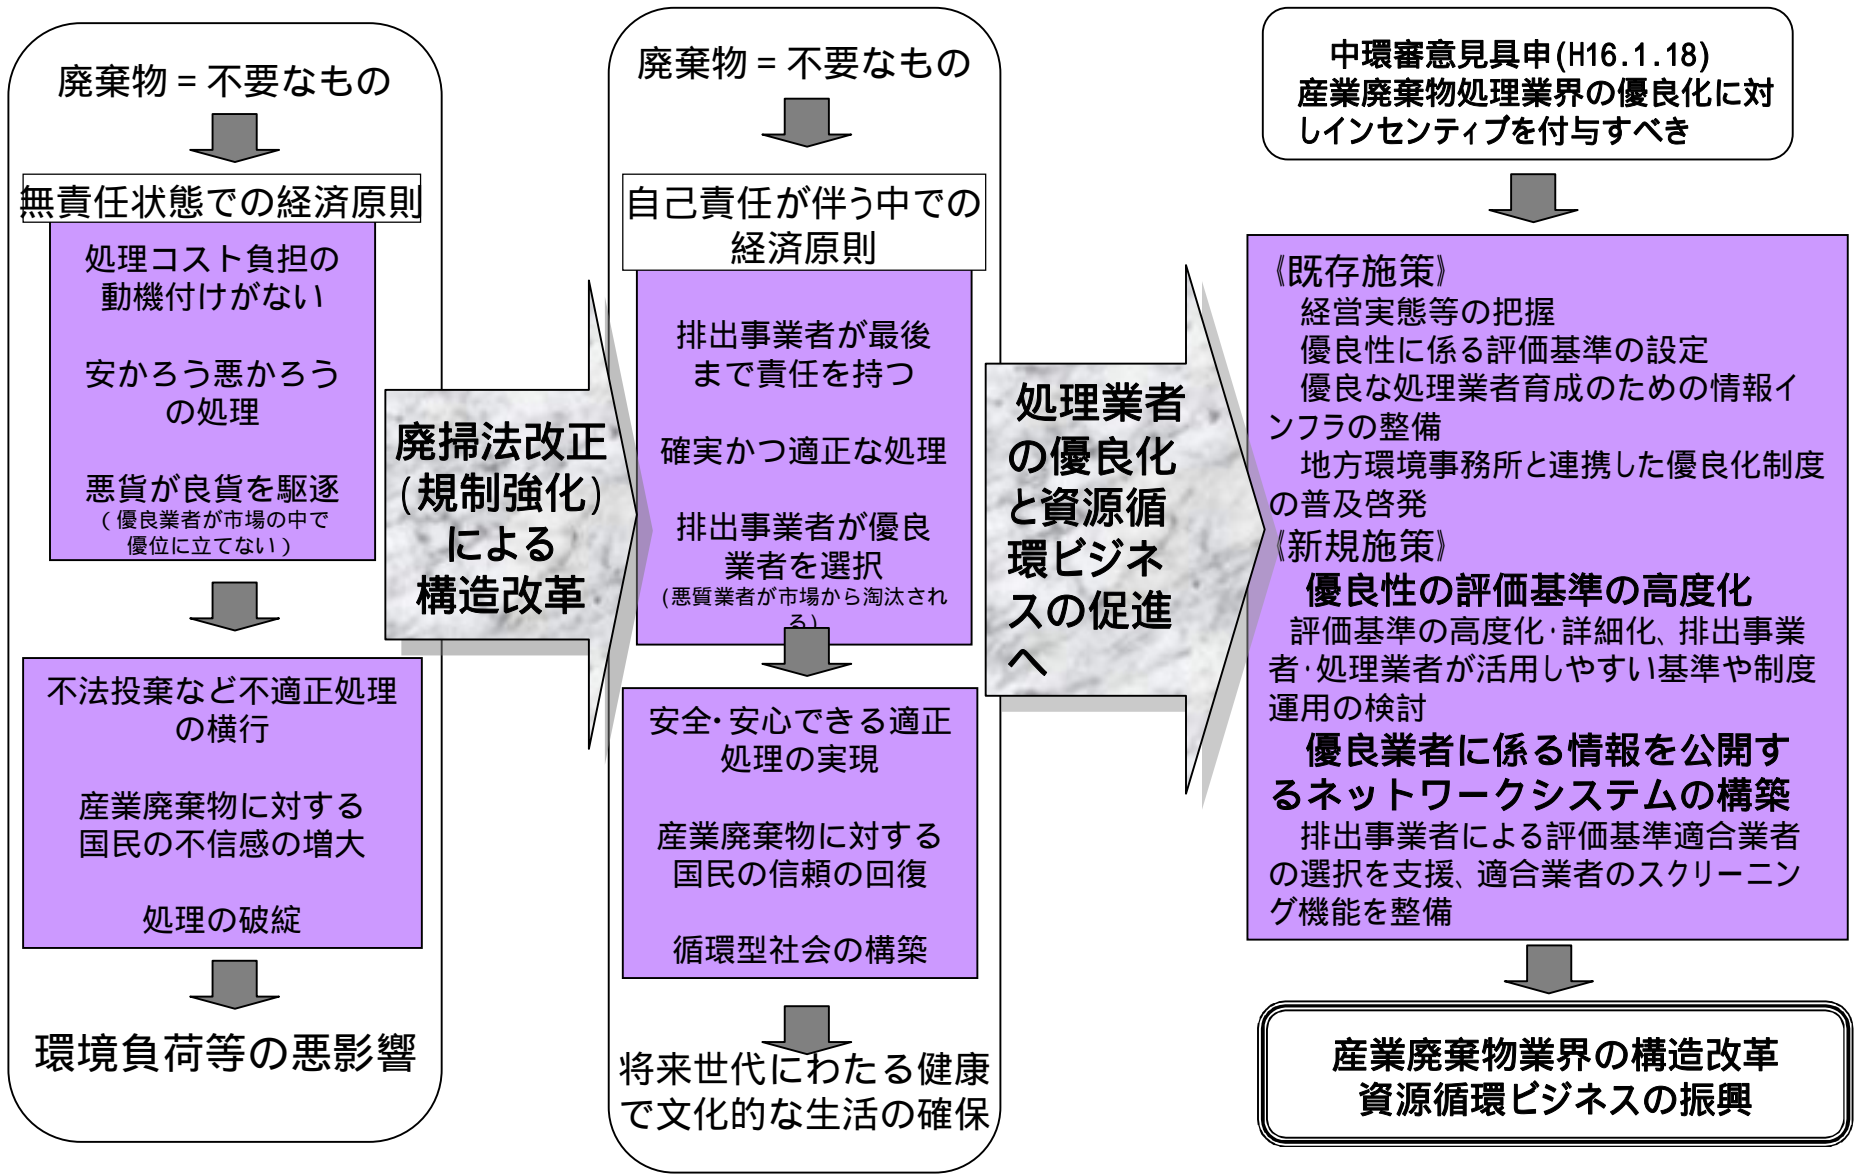 廃棄物 = 不要なもの
無責任状態での経済原則
処理コスト負担の
動機付けがない
安かろう悪かろう
の処理
悪貨が良貨を駆逐
(優良業者が市場の中で
優位に立てない)
不法投棄など不適正処理
の横行
産業廃棄物に対する
国民の不信感の増大
処理の破綻
環境負荷等の悪影響
廃掃法改正
(規制強化)
による
構造改革
廃棄物 = 不要なもの
自己責任が伴う中での
経済原則
排出事業者が最後
まで責任を持つ
確実かつ適正な処理
排出事業者が優良
業者を選択
(悪質業者が市場から淘汰され
る)
安全・安心できる適正
処理の実現
産業廃棄物に対する
国民の信頼の回復
循環型社会の構築
将来世代にわたる健康
で文化的な生活の確保
処理業者
の優良化
と資源循
環ビジネ
スの促進
へ
中環審意見具申(H16.1.18)
産業廃棄物処理業界の優良化に対
しインセンティブを付与すべき
《既存施策》
経営実態等の把握
優良性に係る評価基準の設定
優良な処理業者育成のための情報イ
ンフラの整備
地方環境事務所と連携した優良化制度
の普及啓発
《新規施策》
優良性の評価基準の高度化
評価基準の高度化・詳細化、排出事業
者・処理業者が活用しやすい基準や制度
運用の検討
優良業者に係る情報を公開す
るネットワークシステムの構築
排出事業者による評価基準適合業者
の選択を支援、適合業者のスクリーニン
グ機能を整備
産業廃棄物業界の構造改革
資源循環ビジネスの振興